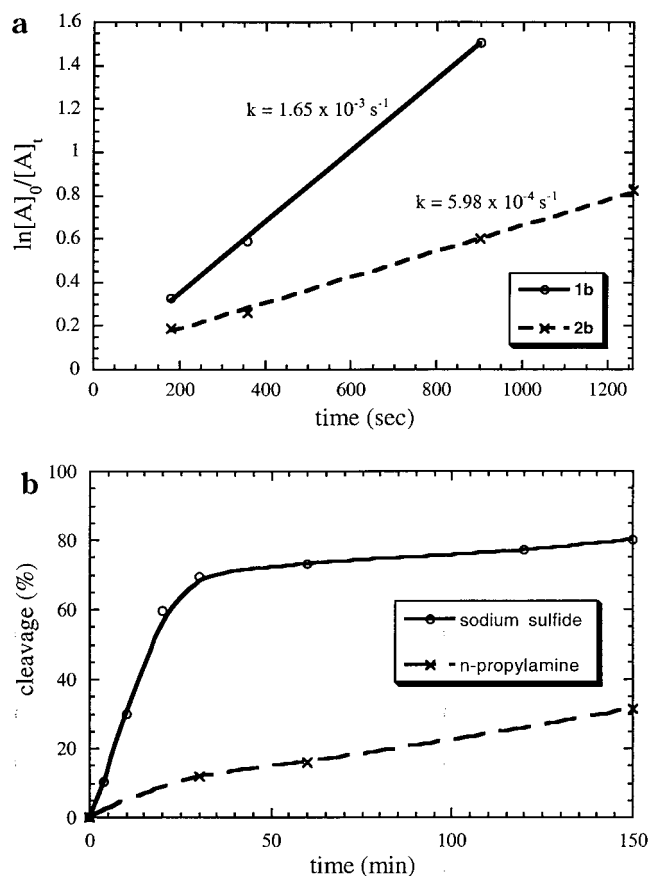 a
1.6
1.4
1.2
1
0.8
0.6
0.4
0.2
0
ln[A]0/[A]t
k = 1.65 x 10-3 s-1
k = 5.98 x 10-4 s-1
1b
2b
0 200 400 600 800 1000 1200
time (sec)
b
100
80
60
40
20
0
cleavage (%)
sodium sulfide
n-propylamine
0 50 100 150
time (min)